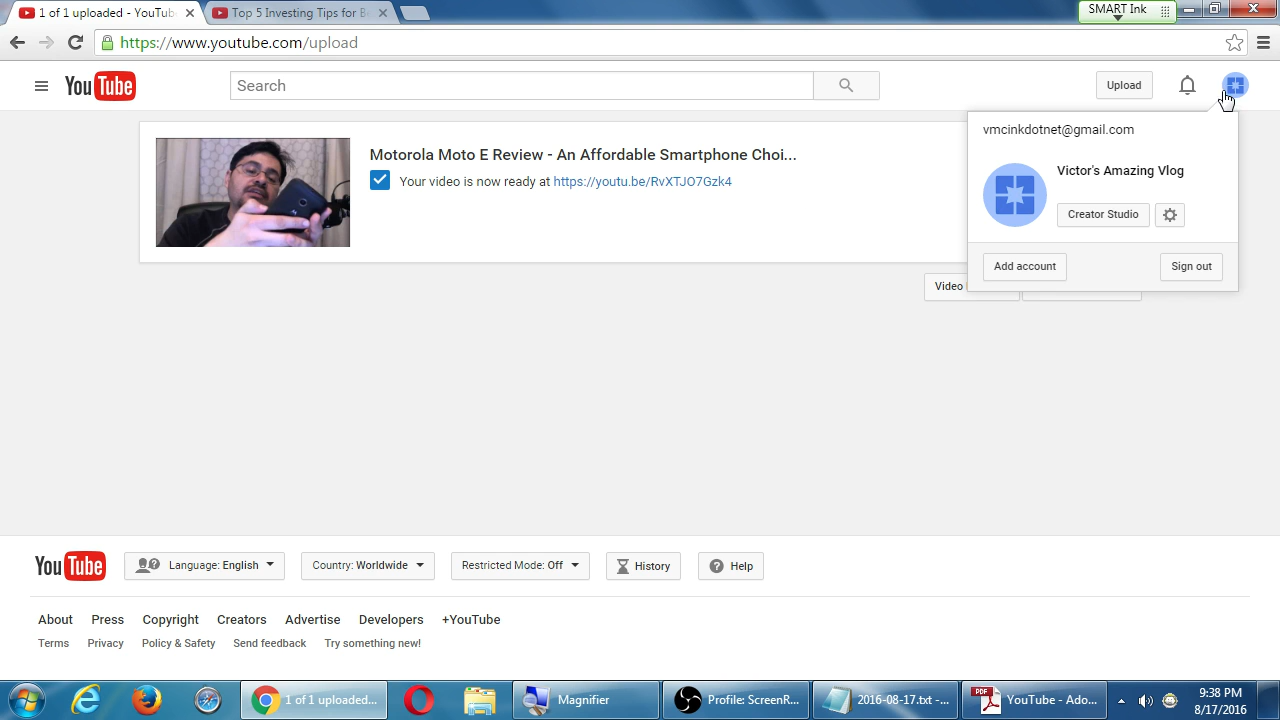 1 of 1 uploaded - YouTub
Top 5 Investing Tips for Be
SMART Ink
https://www.youtube.com/upload
YouTube
Search
Upload
vmcinkdotnet@gmail.com
Motorola Moto E Review - An Affordable Smartphone Choi...
Your video is now ready at https://youtu.be/RvXTJO7Gzk4
Victor's Amazing Vlog
Creator Studio
Add account
Sign out
Video
YouTube
Language: English
Country: Worldwide
Restricted Mode: Off
History
Help
About Press Copyright Creators Advertise Developers +YouTube
Terms Privacy Policy & Safety Send feedback Try something new!
1 of 1 uploaded...
Magnifier
Profile: ScreenR...
2016-08-17.txt -...
PDF
YouTube - Ado...
9:38 PM
8/17/2016